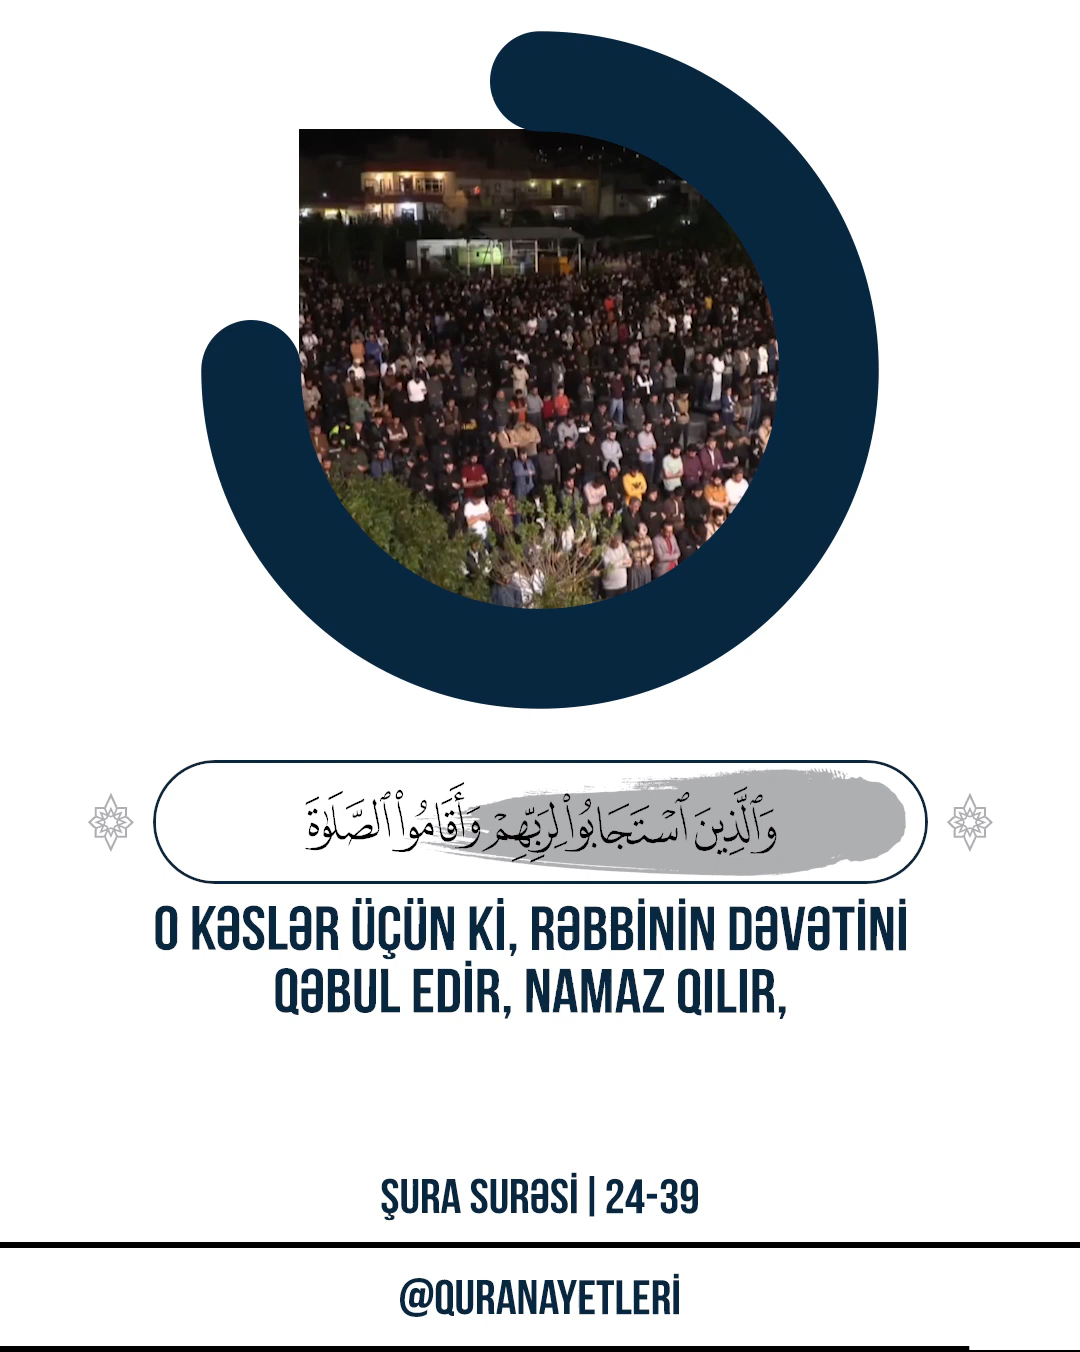 وَٱلَّذِينَ ٱسْتَجَابُوا۟ لِرَبِّهِمْ وَأَقَامُوا۟ ٱلصَّلَوٰةَ
O KƏSLƏR ÜÇÜN Kİ, RƏBBİNİN DƏVƏTİNİ
QƏBUL EDİR, NAMAZ QILIR,
ŞURA SURƏSİ | 24-39
@QURANAYETLERİ